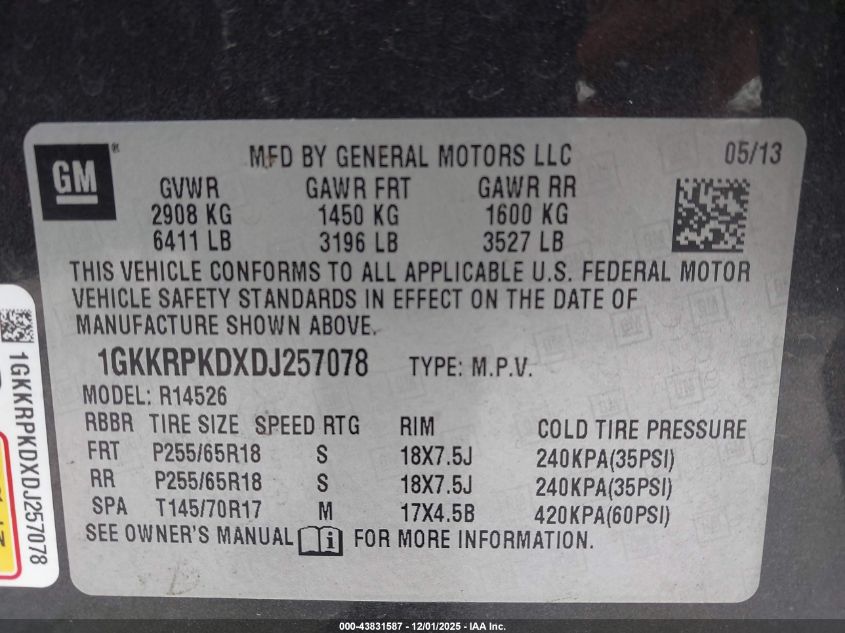 GM
MFD BY GENERAL MOTORS LLC 05/13
GVWR GAWR FRT GAWR RR
2908 KG 1450 KG 1600 KG
6411 LB 3196 LB 3527 LB
THIS VEHICLE CONFORMS TO ALL APPLICABLE U.S. FEDERAL MOTOR
VEHICLE SAFETY STANDARDS IN EFFECT ON THE DATE OF
MANUFACTURE SHOWN ABOVE.
1GKKRPKDXDJ257078 TYPE: M.P.V.
MODEL: R14526
RBBR TIRE SIZE SPEED RTG RIM COLD TIRE PRESSURE
FRT P255/65R18 S 18X7.5J 240KPA(35PSI)
RR P255/65R18 S 18X7.5J 240KPA(35PSI)
SPA T145/70R17 M 17X4.5B 420KPA(60PSI)
SEE OWNER'S MANUAL FOR MORE INFORMATION.
1GKKRPKDXDJ257078
000-43831587 - 12/01/2025 - IAA Inc.